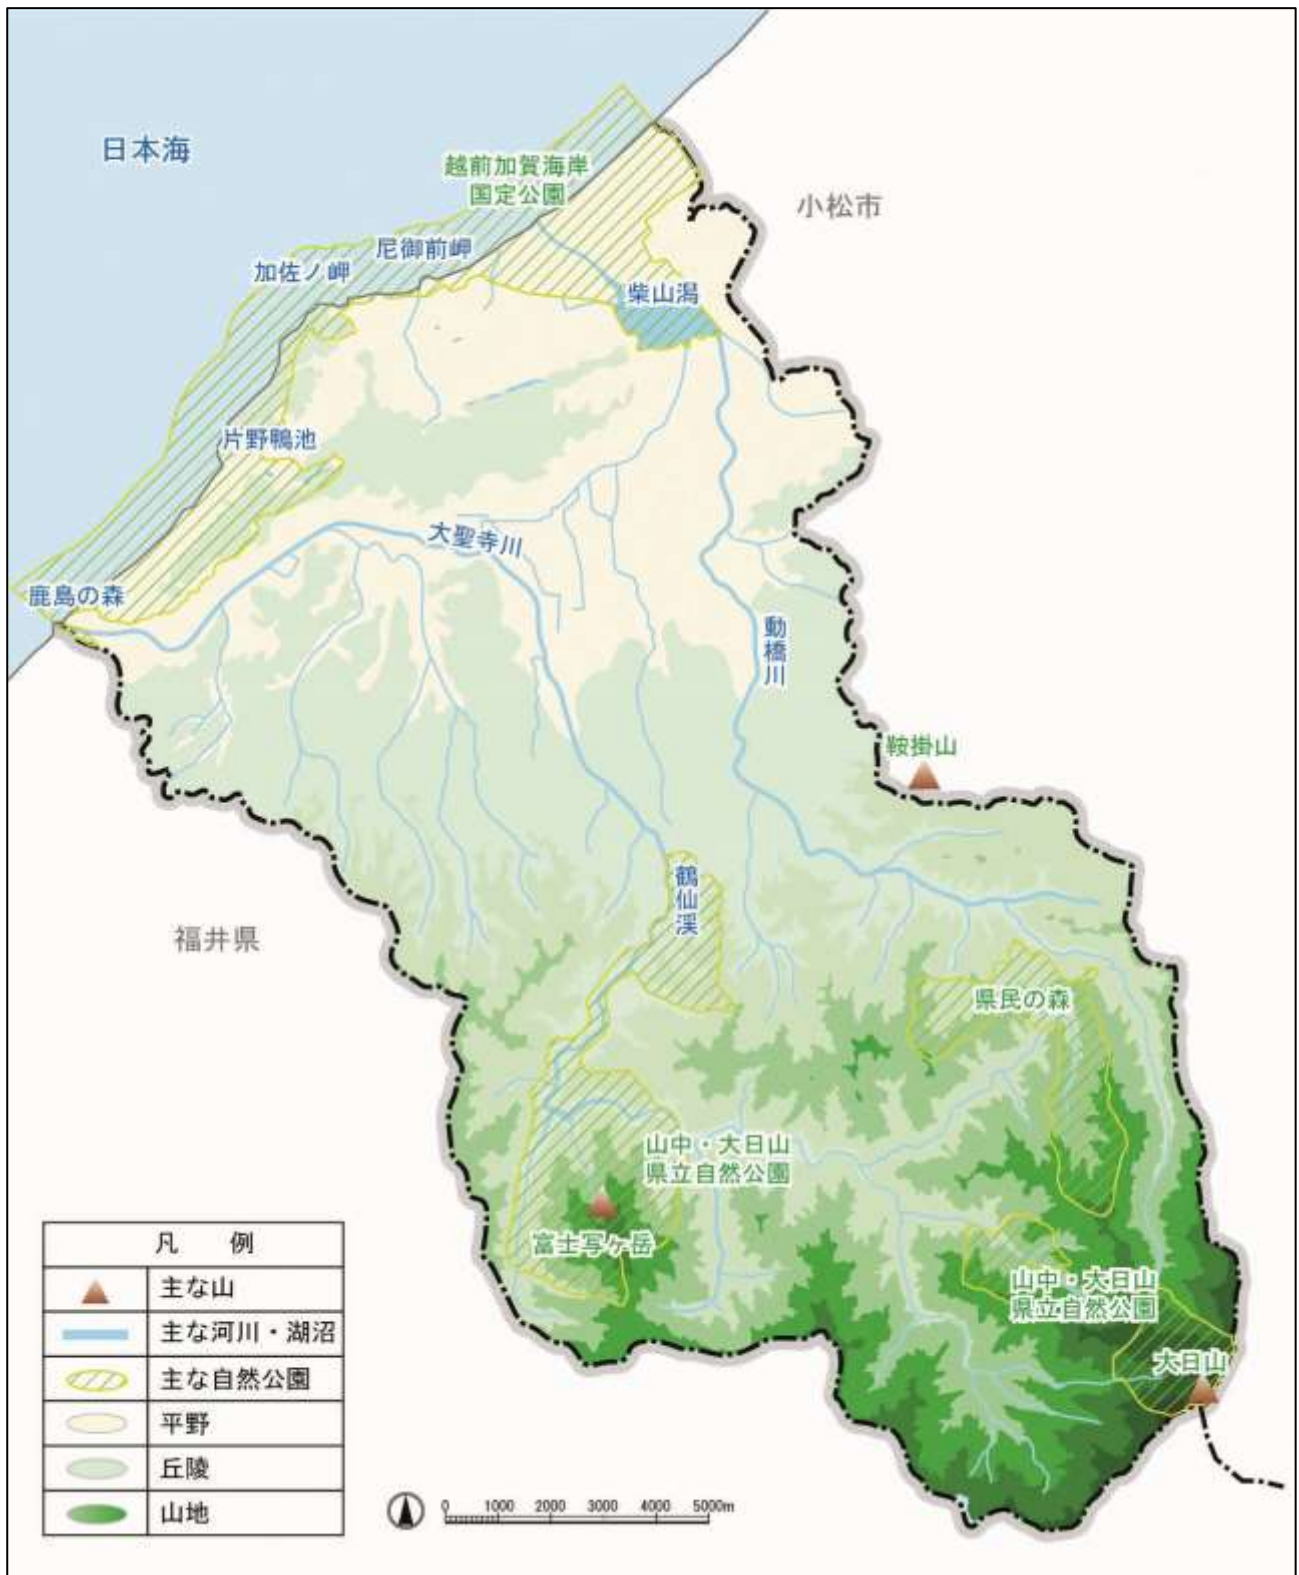 日本海
越前加賀海岸
国定公園
小松市
尼御前岬
加佐ノ岬
柴山潟
片野鴨池
大聖寺川
鹿島の森
動橋川
鞍掛山
鶴仙渓
福井県
県民の森
山中・大日山
県立自然公園
富士写ヶ岳
山中・大日山
県立自然公園
大日山
凡 例
主な山
主な河川・湖沼
主な自然公園
平野
丘陵
山地
0 1000 2000 3000 4000 5000m